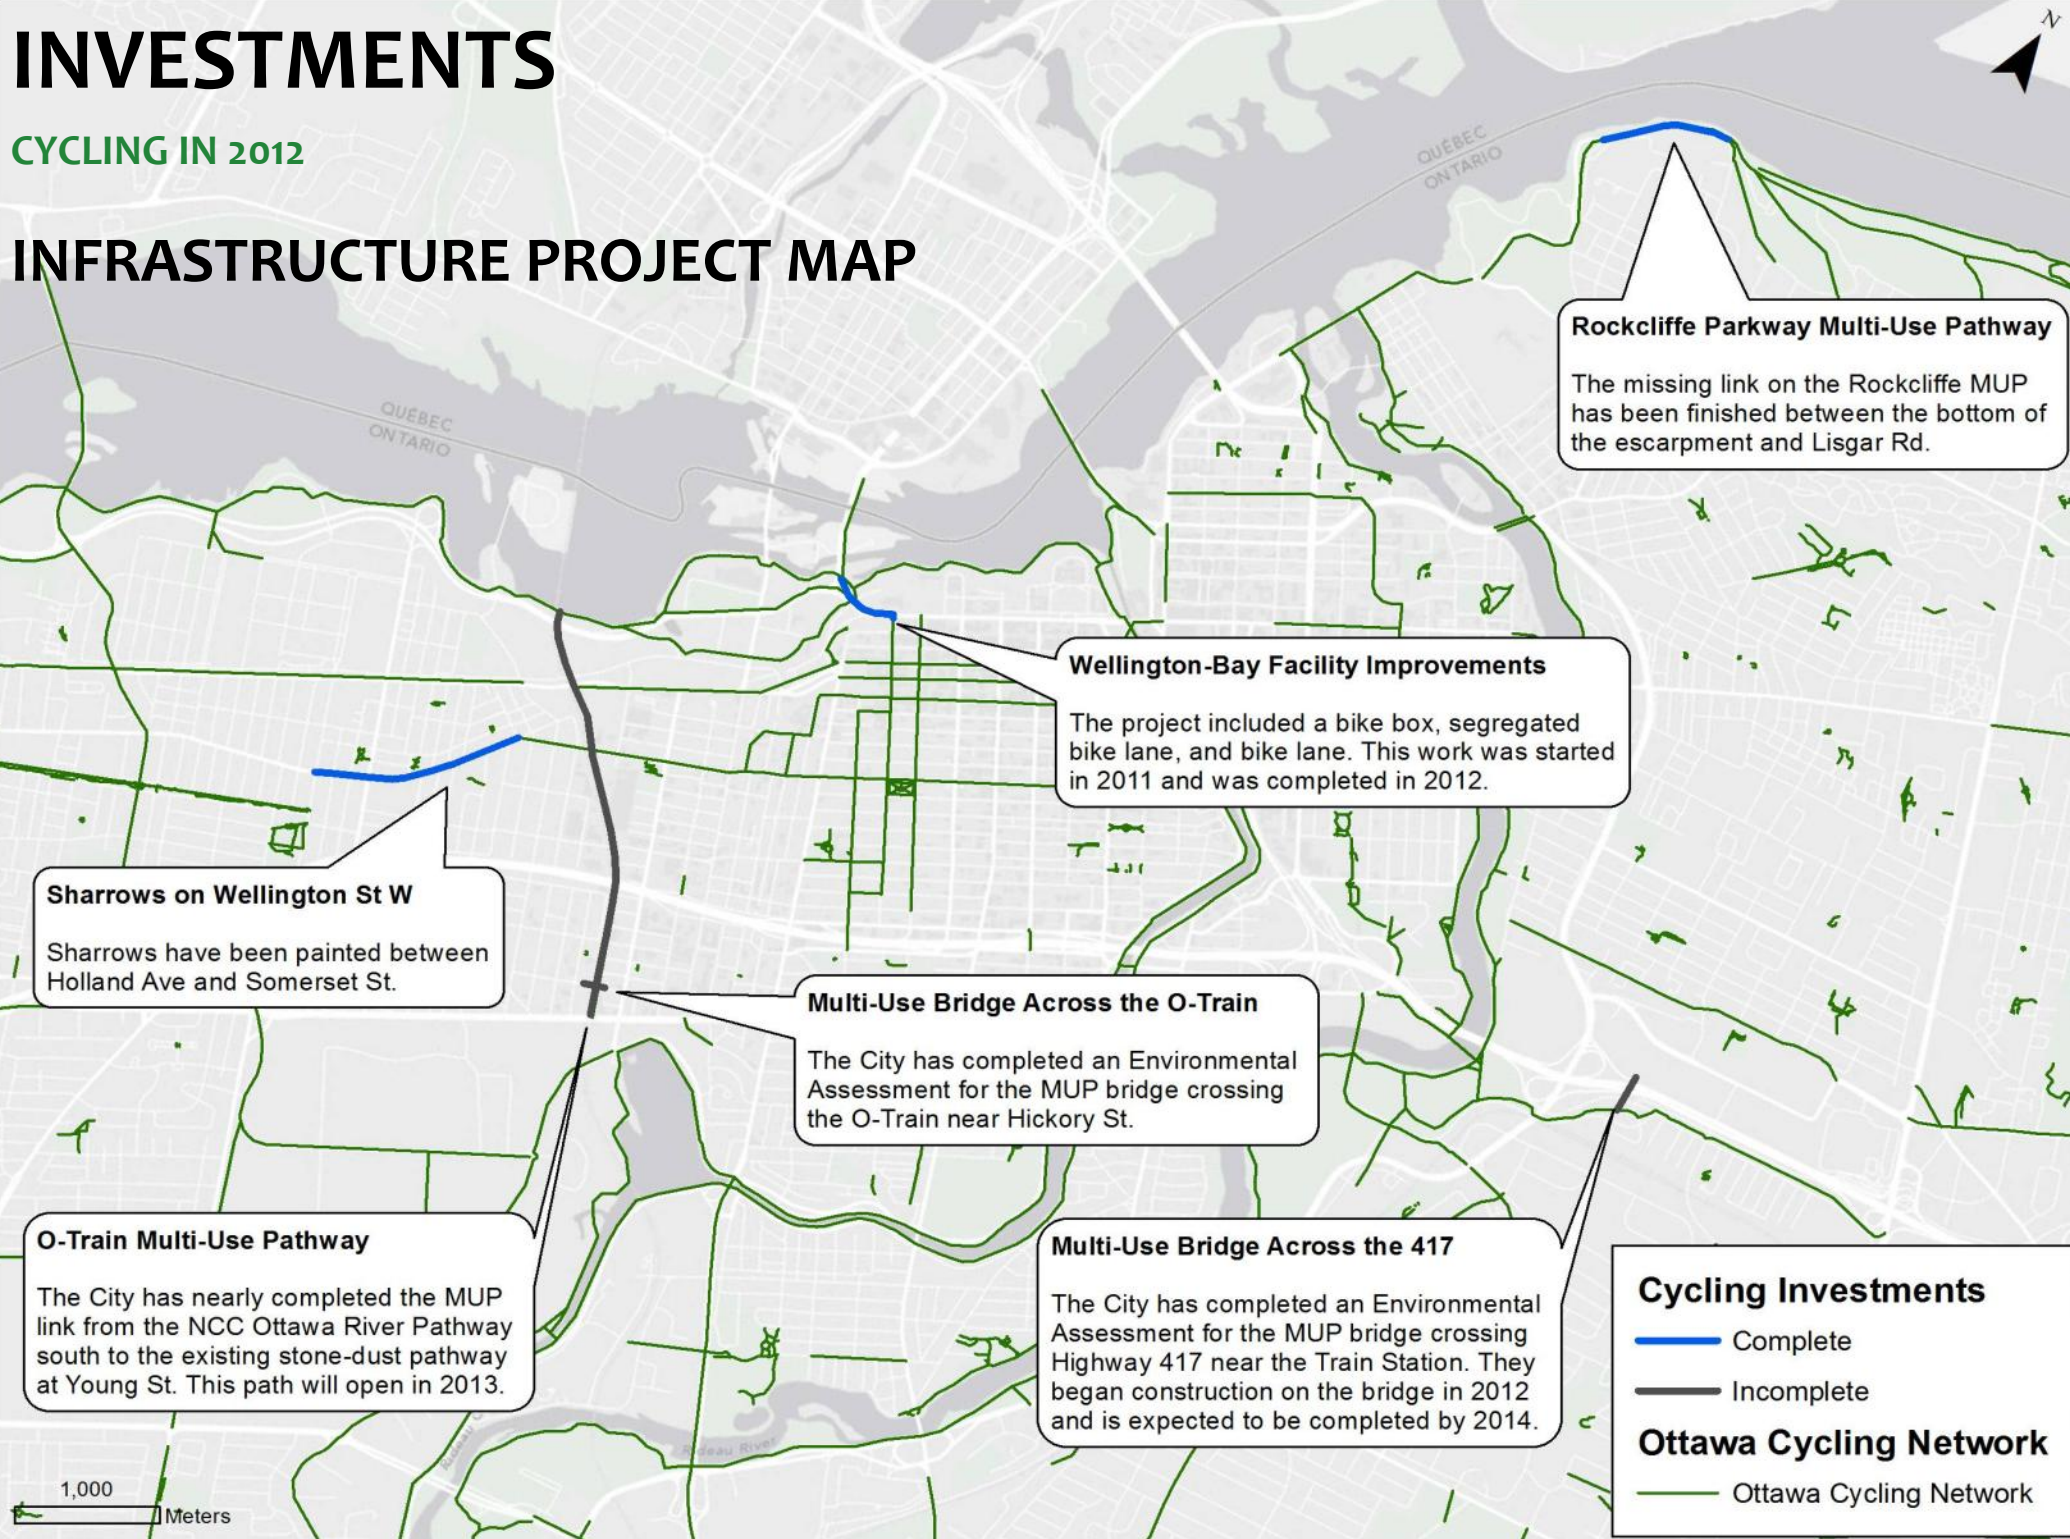 INVESTMENTS
CYCLING IN 2012
INFRASTRUCTURE PROJECT MAP
N
QUÉBEC
ONTARIO
QUÉBEC
ONTARIO
Rockcliffe Parkway Multi-Use Pathway
The missing link on the Rockcliffe MUP
has been finished between the bottom of
the escarpment and Lisgar Rd.
Wellington-Bay Facility Improvements
The project included a bike box, segregated
bike lane, and bike lane. This work was started
in 2011 and was completed in 2012.
Sharrows on Wellington St W
Sharrows have been painted between
Holland Ave and Somerset St.
Multi-Use Bridge Across the O-Train
The City has completed an Environmental
Assessment for the MUP bridge crossing
the O-Train near Hickory St.
O-Train Multi-Use Pathway
The City has nearly completed the MUP
link from the NCC Ottawa River Pathway
south to the existing stone-dust pathway
at Young St. This path will open in 2013.
Multi-Use Bridge Across the 417
The City has completed an Environmental
Assessment for the MUP bridge crossing
Highway 417 near the Train Station. They
began construction on the bridge in 2012
and is expected to be completed by 2014.
Cycling Investments
Complete
Incomplete
Ottawa Cycling Network
Ottawa Cycling Network
Rideau
Rideau River
1,000
Meters